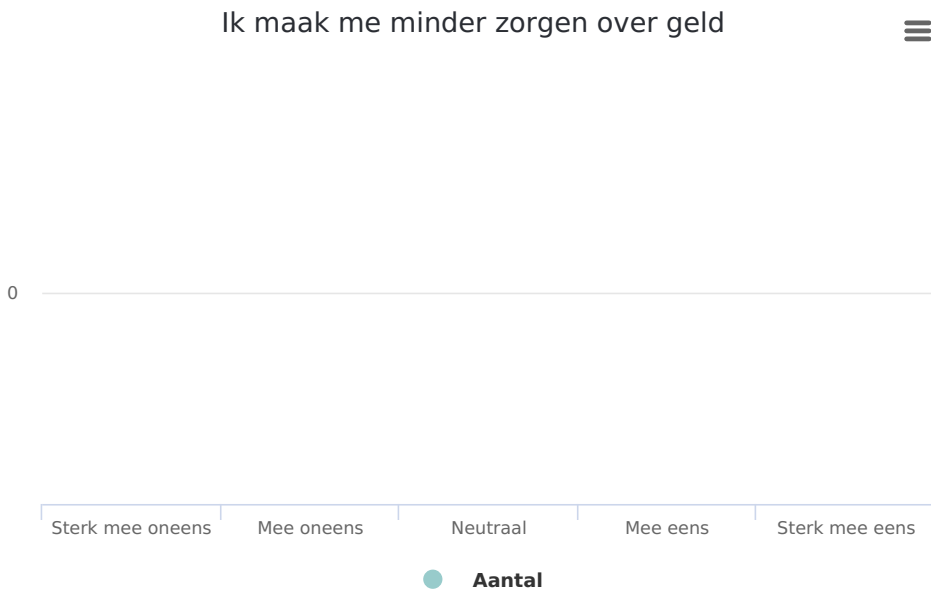 Ik maak me minder zorgen over geld
0
Sterk mee oneens Mee oneens Neutraal Mee eens Sterk mee eens
Aantal